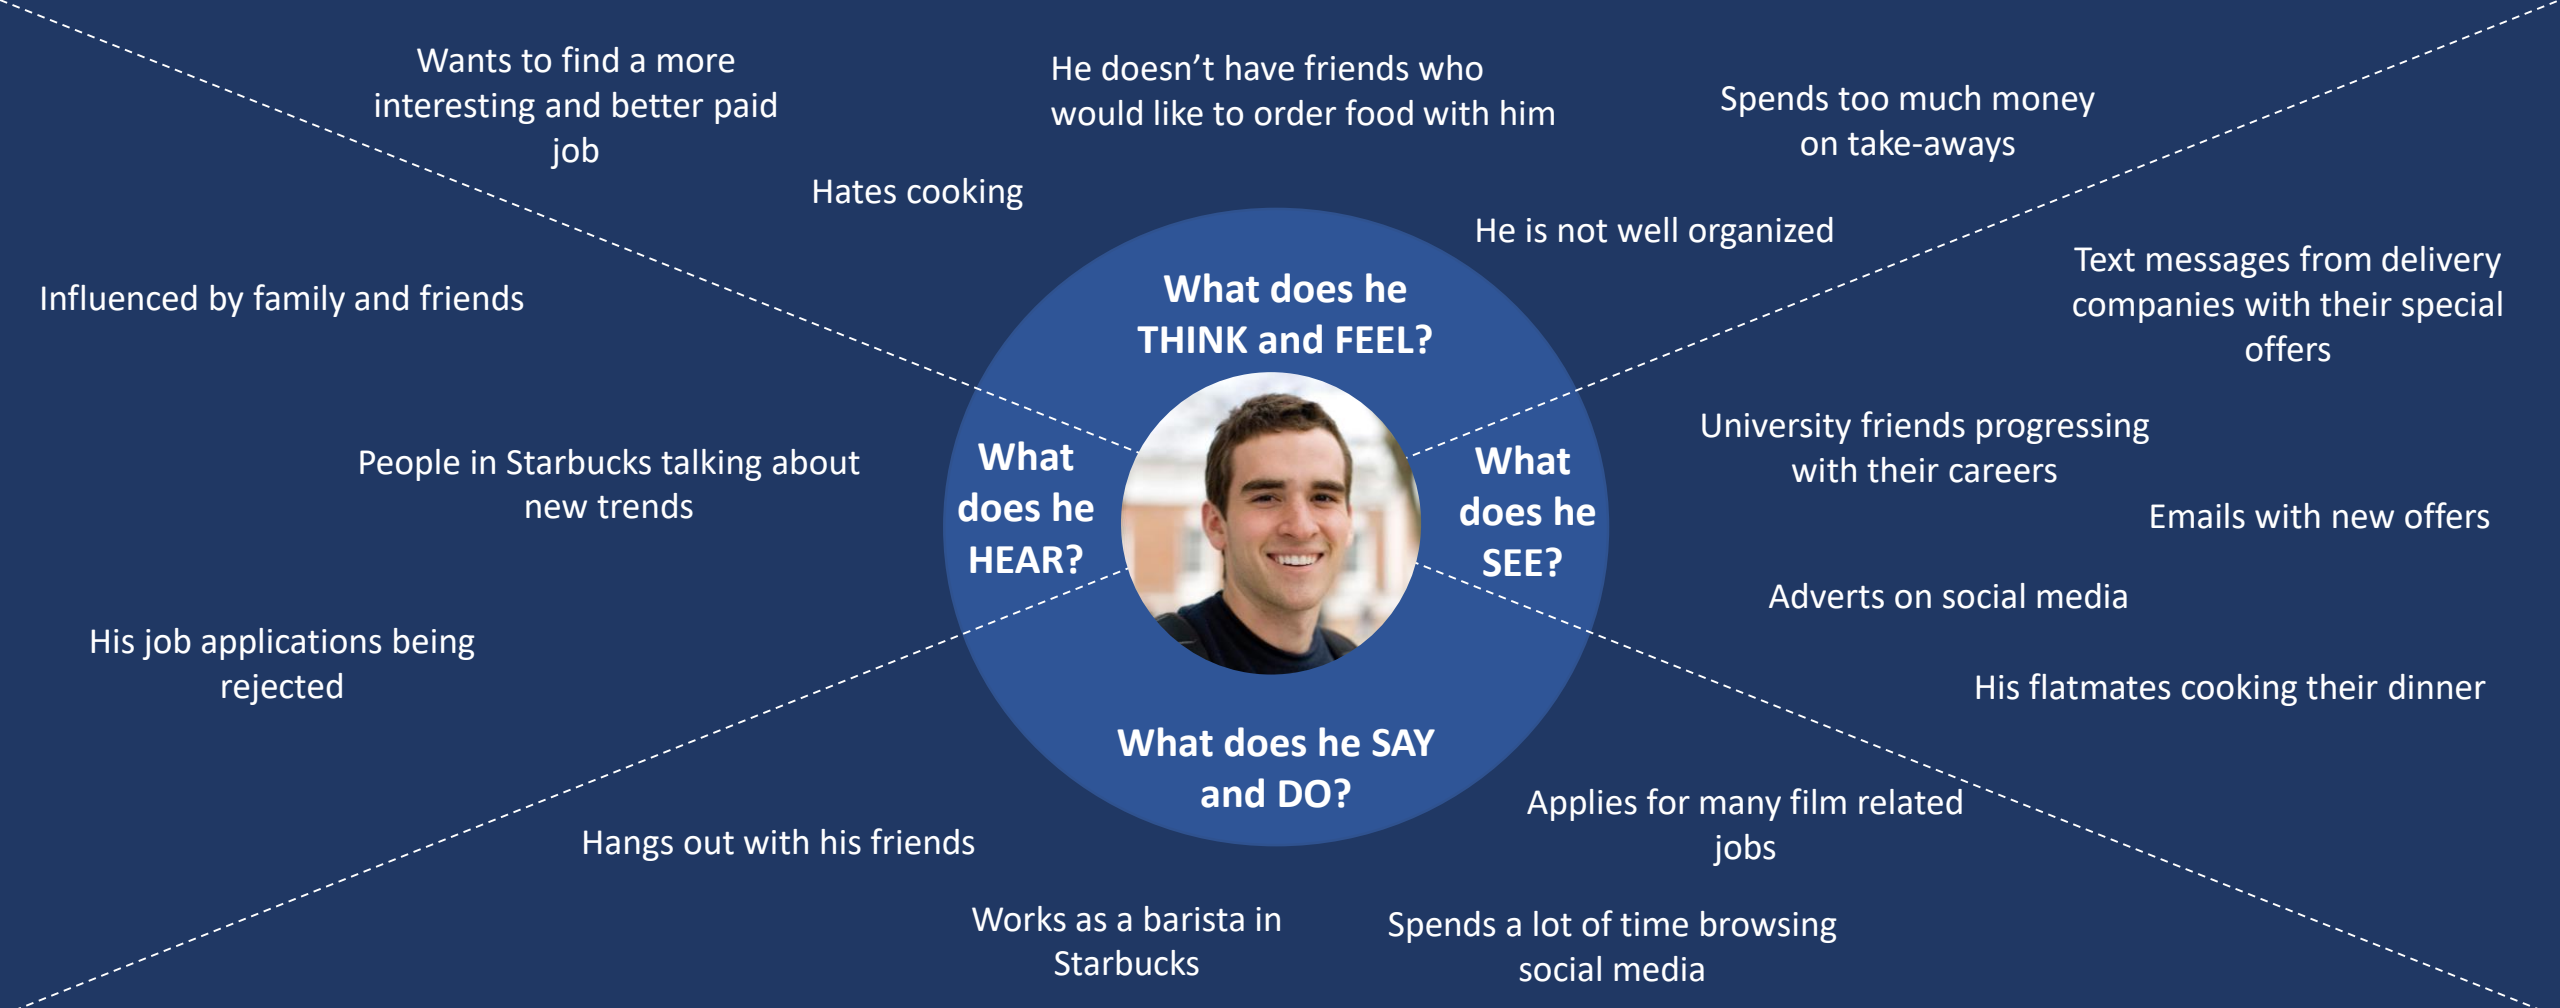 Wants to find a more
interesting and better paid
job
Hates cooking
He doesn’t have friends who
would like to order food with him
He is not well organized
Spends too much money
on take-aways
What does he
THINK and FEEL?
Influenced by family and friends
People in Starbucks talking about
new trends
His job applications being
rejected
What
does he
HEAR?
What
does he
SEE?
Text messages from delivery
companies with their special
offers
University friends progressing
with their careers
Emails with new offers
Adverts on social media
His flatmates cooking their dinner
What does he SAY
and DO?
Hangs out with his friends
Works as a barista in
Starbucks
Spends a lot of time browsing
social media
Applies for many film related
jobs